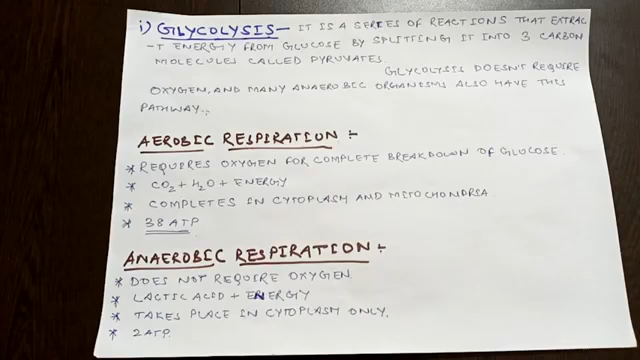 i) GLYCOLYSIS- IT IS A SERIES OF REACTIONS THAT EXTRAC
-T ENERGY FROM GLUCOSE BY SPLITTING IT INTO 3 CARBON
MOLECULES CALLED PYRUVATES.
GLYCOLYSIS DOESN'T REQUIRE
OXYGEN, AND MANY ANAEROBIC ORGANISMS ALSO HAVE THIS
PATHWAY..
AEROBIC RESPIRATION :-
* REQUIRES OXYGEN FOR COMPLETE BREAKDOWN OF GLUCOSE.
* CO2 + H2O + ENERGY
* COMPLETES IN CYTOPLASM AND MITOCHONDRIA
* 38 ATP
ANAEROBIC RESPIRATION :-
* DOES NOT REQUIRE OXYGEN
* LACTIC ACID + ENERGY
* TAKES PLACE IN CYTOPLASM ONLY.
* 2ATP.